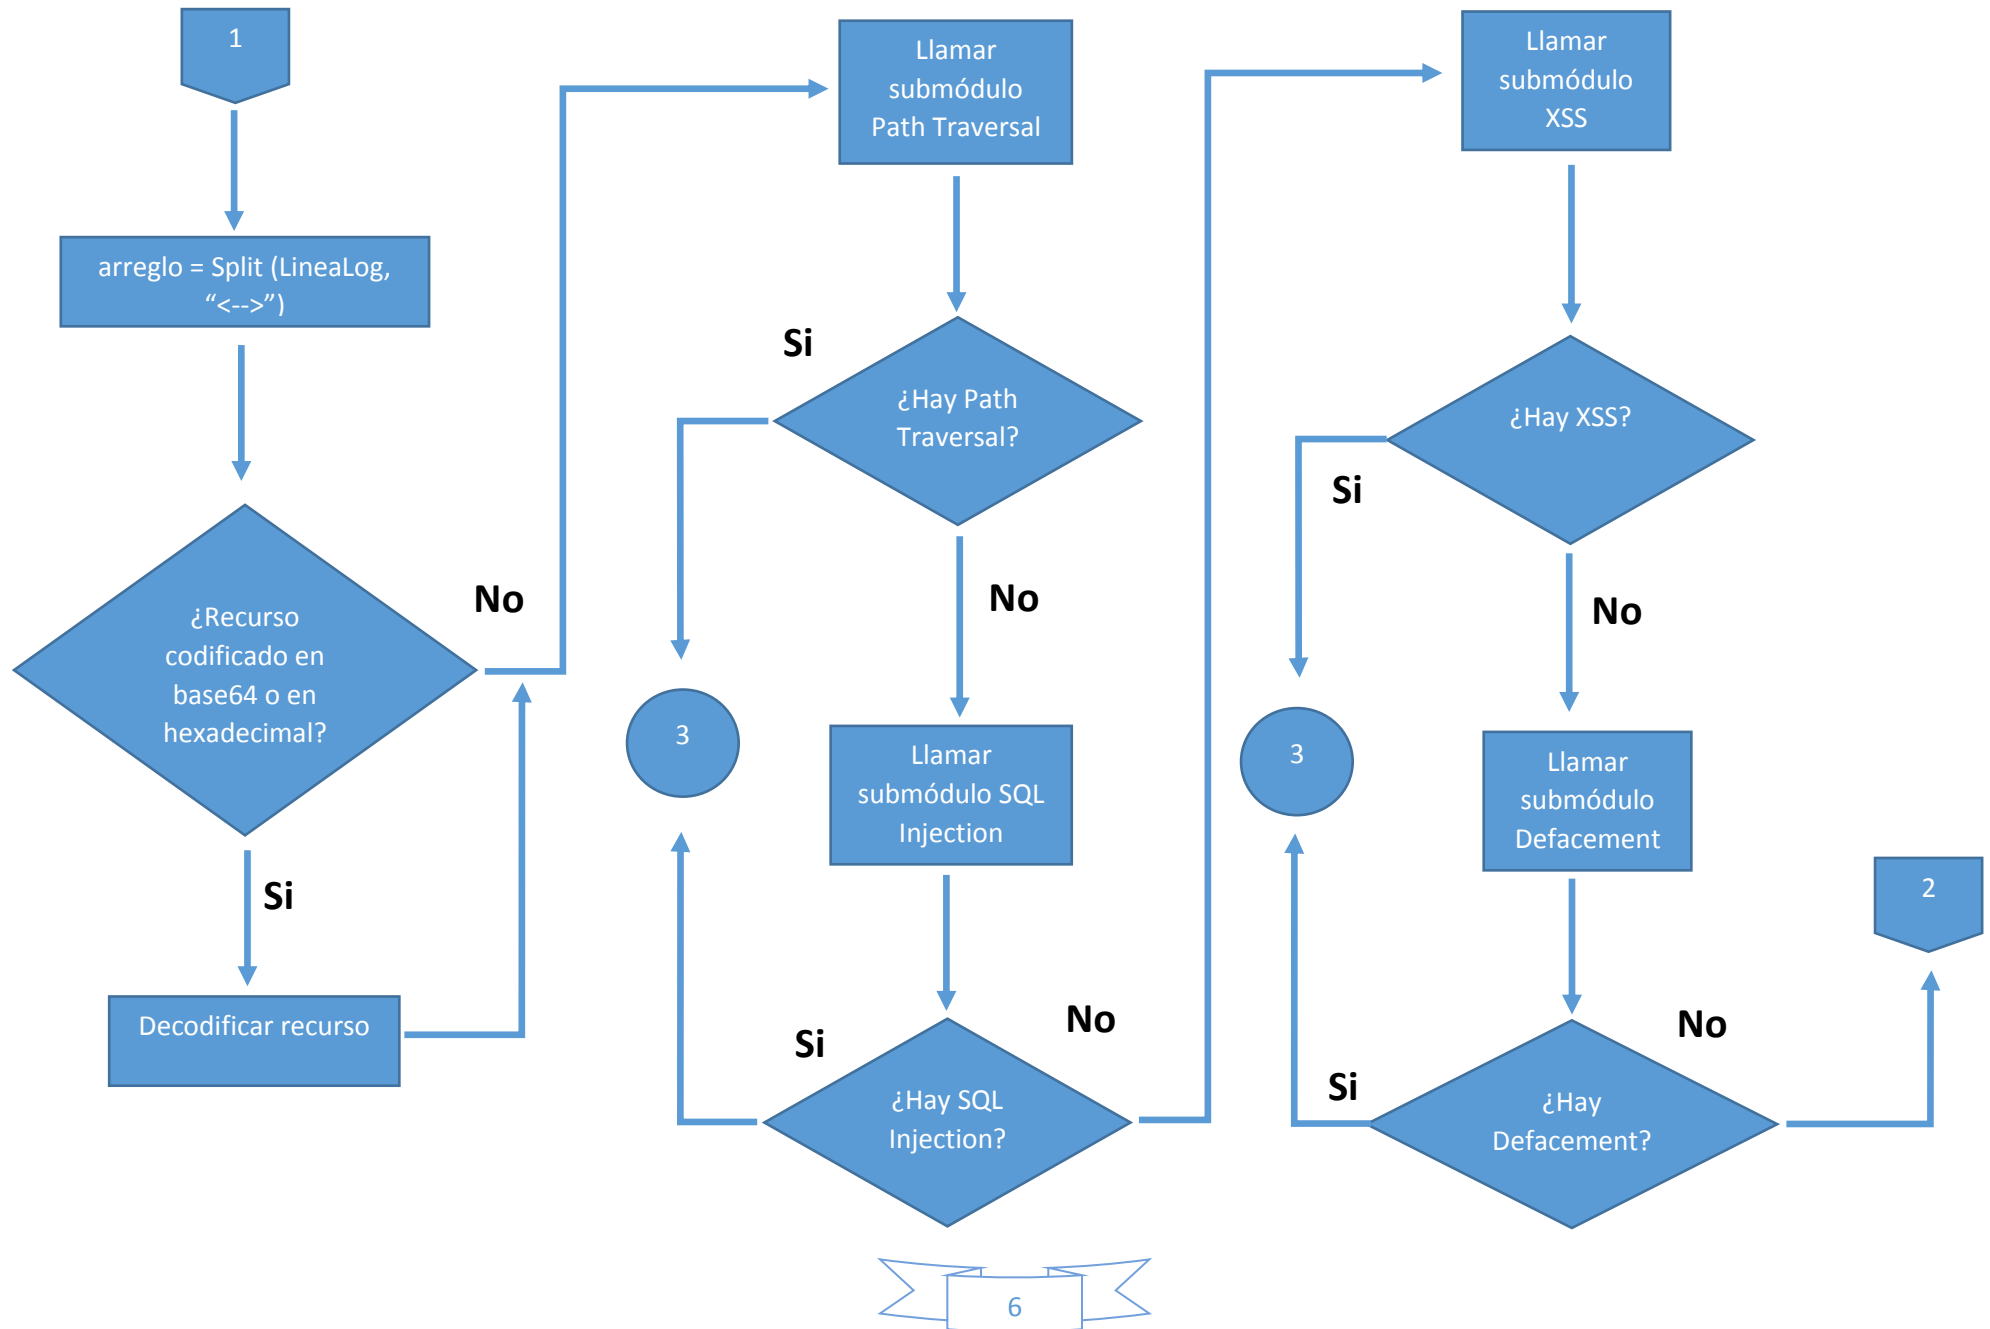 1
arreglo = Split (LineaLog,
“<-->”)
¿Recurso
codificado en
base64 o en
hexadecimal?
No
Si
Decodificar recurso
Llamar
submódulo
Path Traversal
Si
¿Hay Path
Traversal?
No
3
Llamar
submódulo SQL
Injection
Si
No
¿Hay SQL
Injection?
Llamar
submódulo
XSS
¿Hay XSS?
Si
No
3
Llamar
submódulo
Defacement
2
No
Si
¿Hay
Defacement?
6